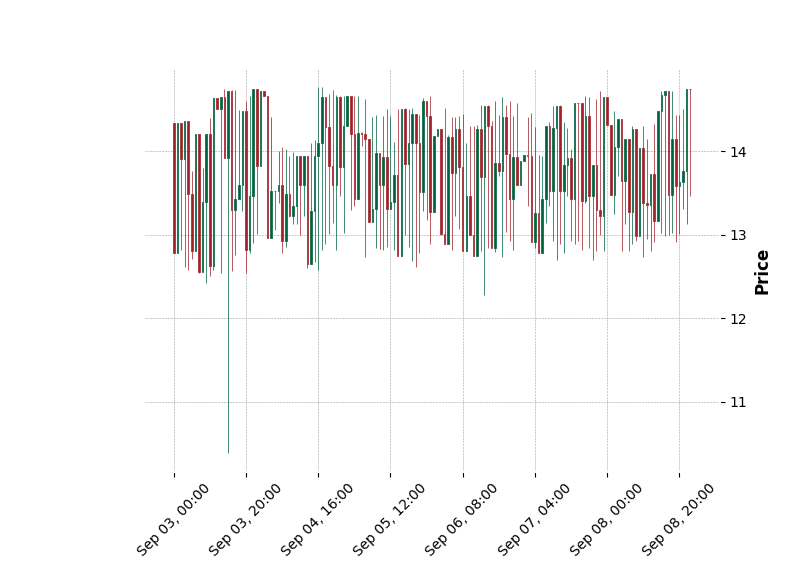 14
13
12
11
Price
Sep 03, 00:00
Sep 03, 20:00
Sep 04, 16:00
Sep 05, 12:00
Sep 06, 08:00
Sep 07, 04:00
Sep 08, 00:00
Sep 08, 20:00